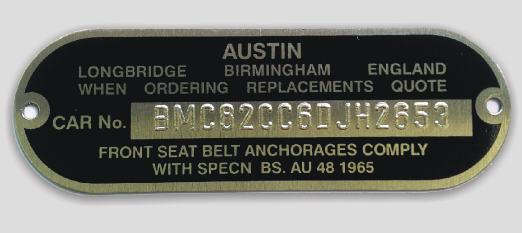 AUSTIN
LONGBRIDGE BIRMINGHAM ENGLAND
WHEN ORDERING REPLACEMENTS QUOTE
CAR No. BMC82CC6DJH2653
FRONT SEAT BELT ANCHORAGES COMPLY
WITH SPECN BS. AU 48 1965